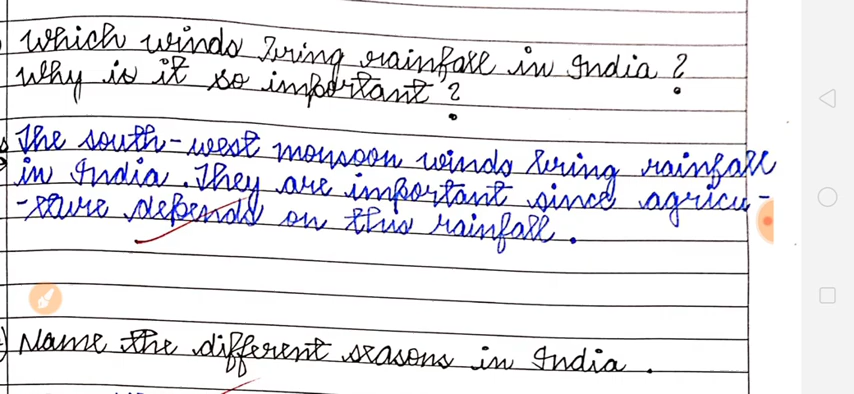 Which winds bring rainfall in India ?
Why is it so important ?
The south-west monsoon winds bring rainfall
in India. They are important since agricu-
-lture depends on this rainfall.
Name the different seasons in India.